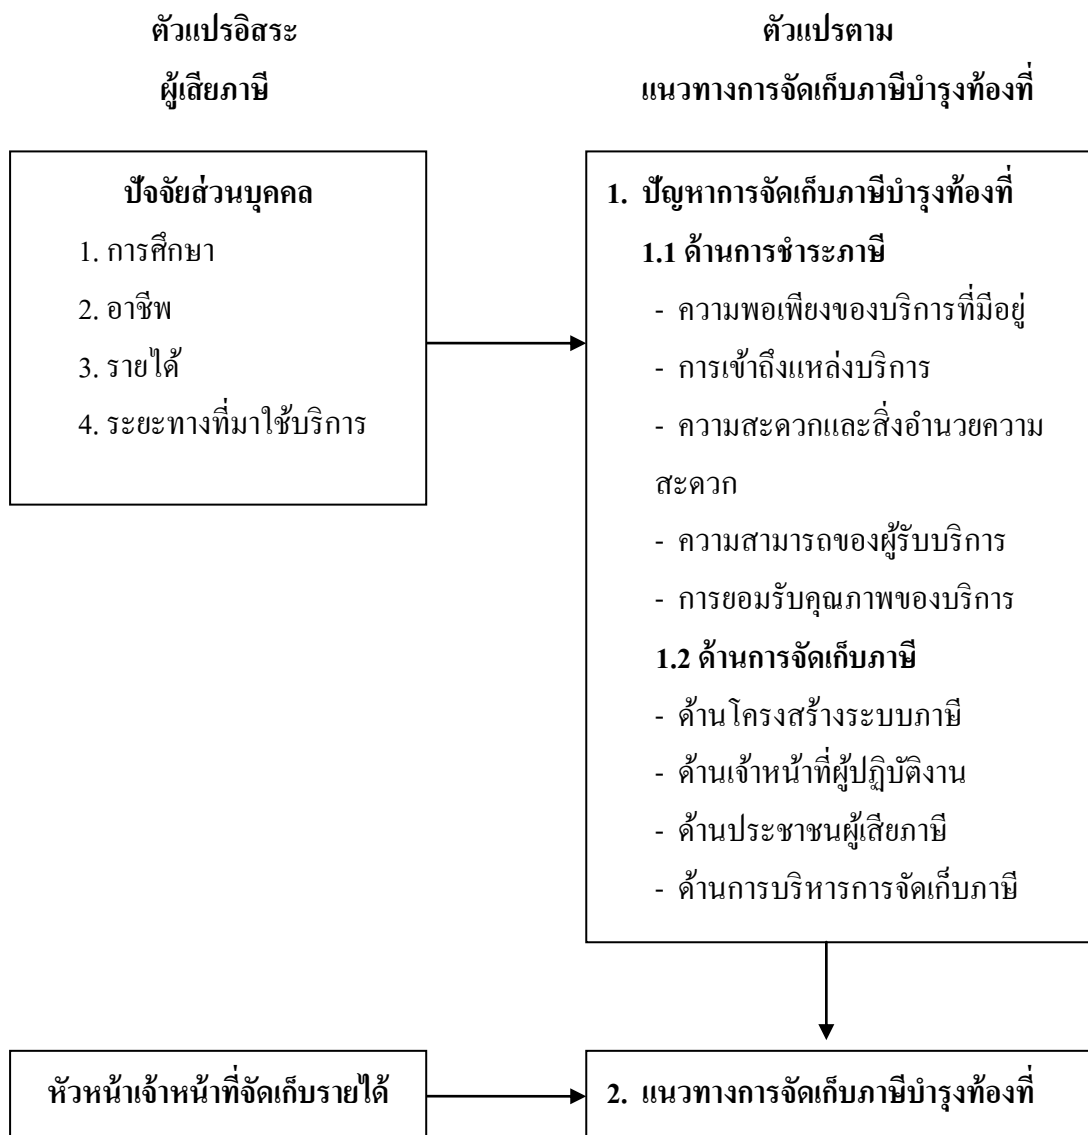 ตัวแปรอิสระ
ผู้เสียภาษี
ตัวแปรตาม
แนวทางการจัดเก็บภาษีบำรุงท้องที่
ปัจจัยส่วนบุคคล
1. การศึกษา
2. อาชีพ
3. รายได้
4. ระยะทางที่มาใช้บริการ
1. ปัญหาการจัดเก็บภาษีบำรุงท้องที่
1.1 ด้านการชำระภาษี
- ความพอเพียงของบริการที่มีอยู่
- การเข้าถึงแหล่งบริการ
- ความสะดวกและสิ่งอำนวยความ
สะดวก
- ความสามารถของผู้รับบริการ
- การยอมรับคุณภาพของบริการ
1.2 ด้านการจัดเก็บภาษี
- ด้านโครงสร้างระบบภาษี
- ด้านเจ้าหน้าที่ผู้ปฏิบัติงาน
- ด้านประชาชนผู้เสียภาษี
- ด้านการบริหารการจัดเก็บภาษี
หัวหน้าเจ้าหน้าที่จัดเก็บรายได้
2. แนวทางการจัดเก็บภาษีบำรุงท้องที่